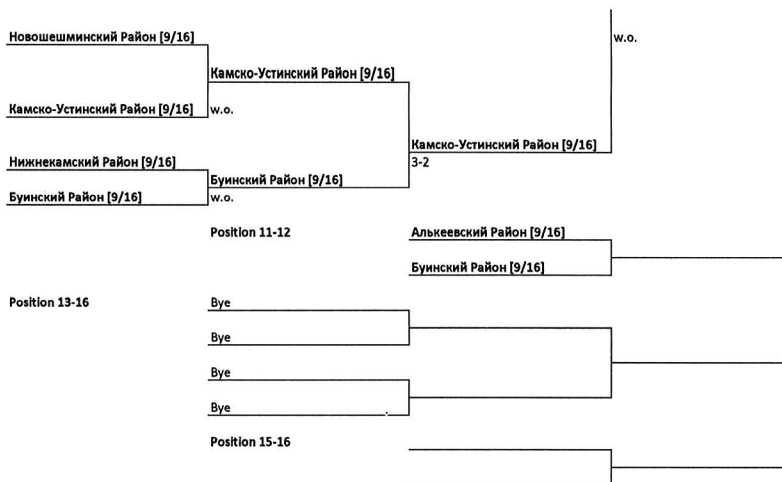 w.o.
Новошешминский Район [9/16]
Камско-Устинский Район [9/16]
Камско-Устинский Район [9/16]
w.o.
Камско-Устинский Район [9/16]
3-2
Нижнекамский Район [9/16]
Буинский Район [9/16]
Буинский Район [9/16]
w.o.
Position 11-12
Алькеевский Район [9/16]
Буинский Район [9/16]
Position 13-16
Bye
Bye
Bye
Bye
Position 15-16